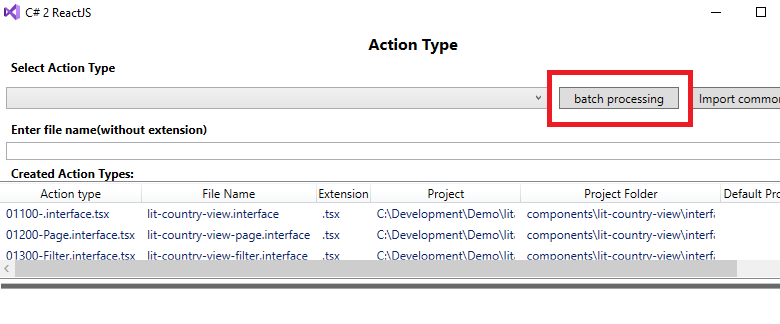 C# 2 ReactJS
Action Type
Select Action Type
batch processing
Import common
Enter file name(without extension)
Created Action Types:
Action type File Name Extension Project Project Folder Default Pro
01100-.interface.tsx lit-country-view.interface .tsx C:\Development\Demo\lit components\lit-country-view\interfa
01200-Page.interface.tsx lit-country-view-page.interface .tsx C:\Development\Demo\lit components\lit-country-view\interfa
01300-Filter.interface.tsx lit-country-view-filter.interface .tsx C:\Development\Demo\lit components\lit-country-view\interfa